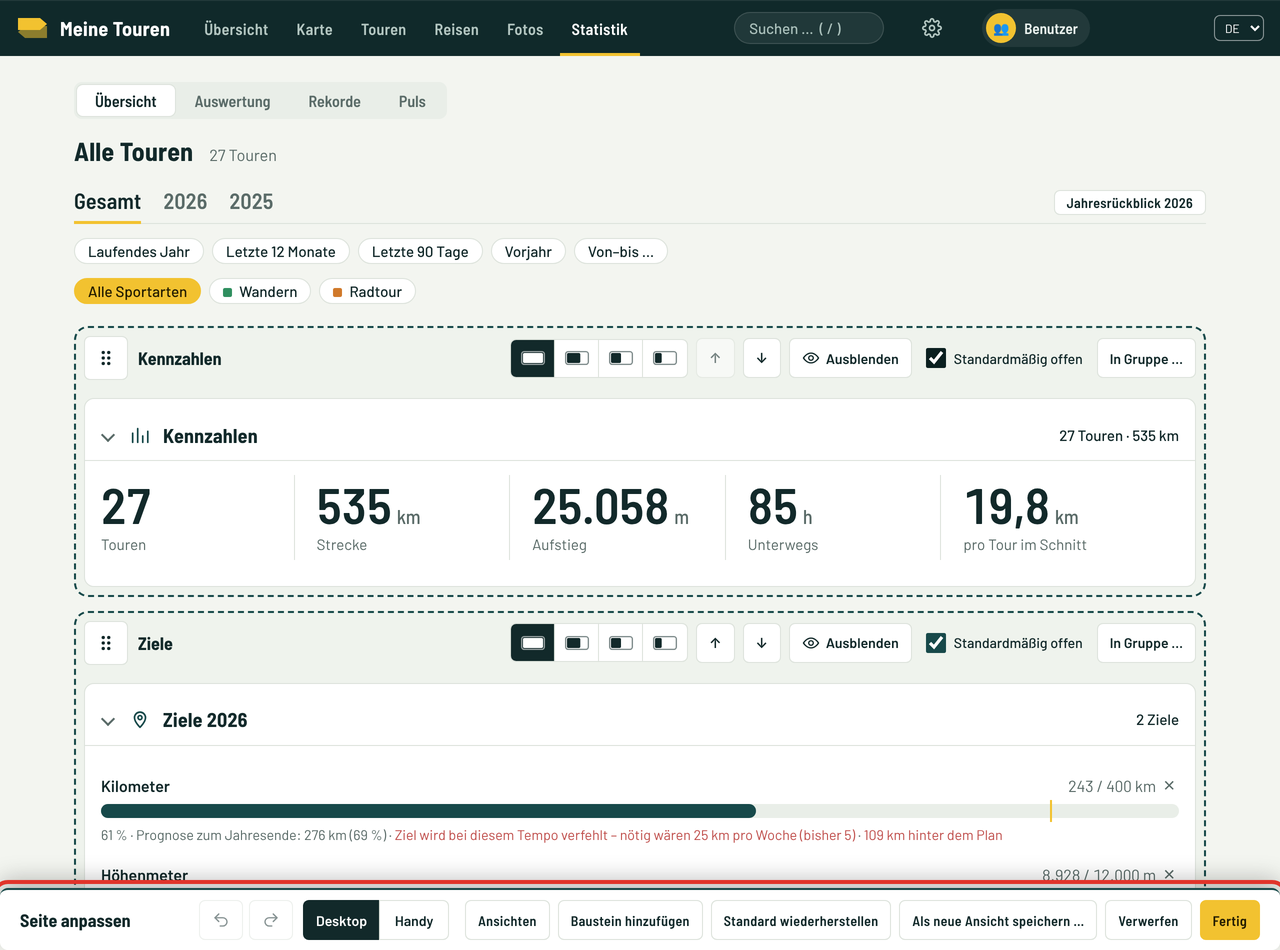 Meine Touren Übersicht Karte Touren Reisen Fotos Statistik Suchen … ( / ) Benutzer DE
Übersicht Auswertung Rekorde Puls
Alle Touren 27 Touren
Gesamt 2026 2025 Jahresrückblick 2026
Laufendes Jahr Letzte 12 Monate Letzte 90 Tage Vorjahr Von–bis …
Alle Sportarten Wandern Radtour
Kennzahlen Ausblenden Standardmäßig offen In Gruppe …
Kennzahlen 27 Touren · 535 km
27 535 km 25.058 m 85 h 19,8 km
Touren Strecke Aufstieg Unterwegs pro Tour im Schnitt
Ziele Ausblenden Standardmäßig offen In Gruppe …
Ziele 2026 2 Ziele
Kilometer 243 / 400 km
61 % · Prognose zum Jahresende: 276 km (69 %) · Ziel wird bei diesem Tempo verfehlt – nötig wären 25 km pro Woche (bisher 5) · 109 km hinter dem Plan
Höhenmeter 8.928 / 12.000 m
Seite anpassen Desktop Handy Ansichten Baustein hinzufügen Standard wiederherstellen Als neue Ansicht speichern … Verwerfen Fertig